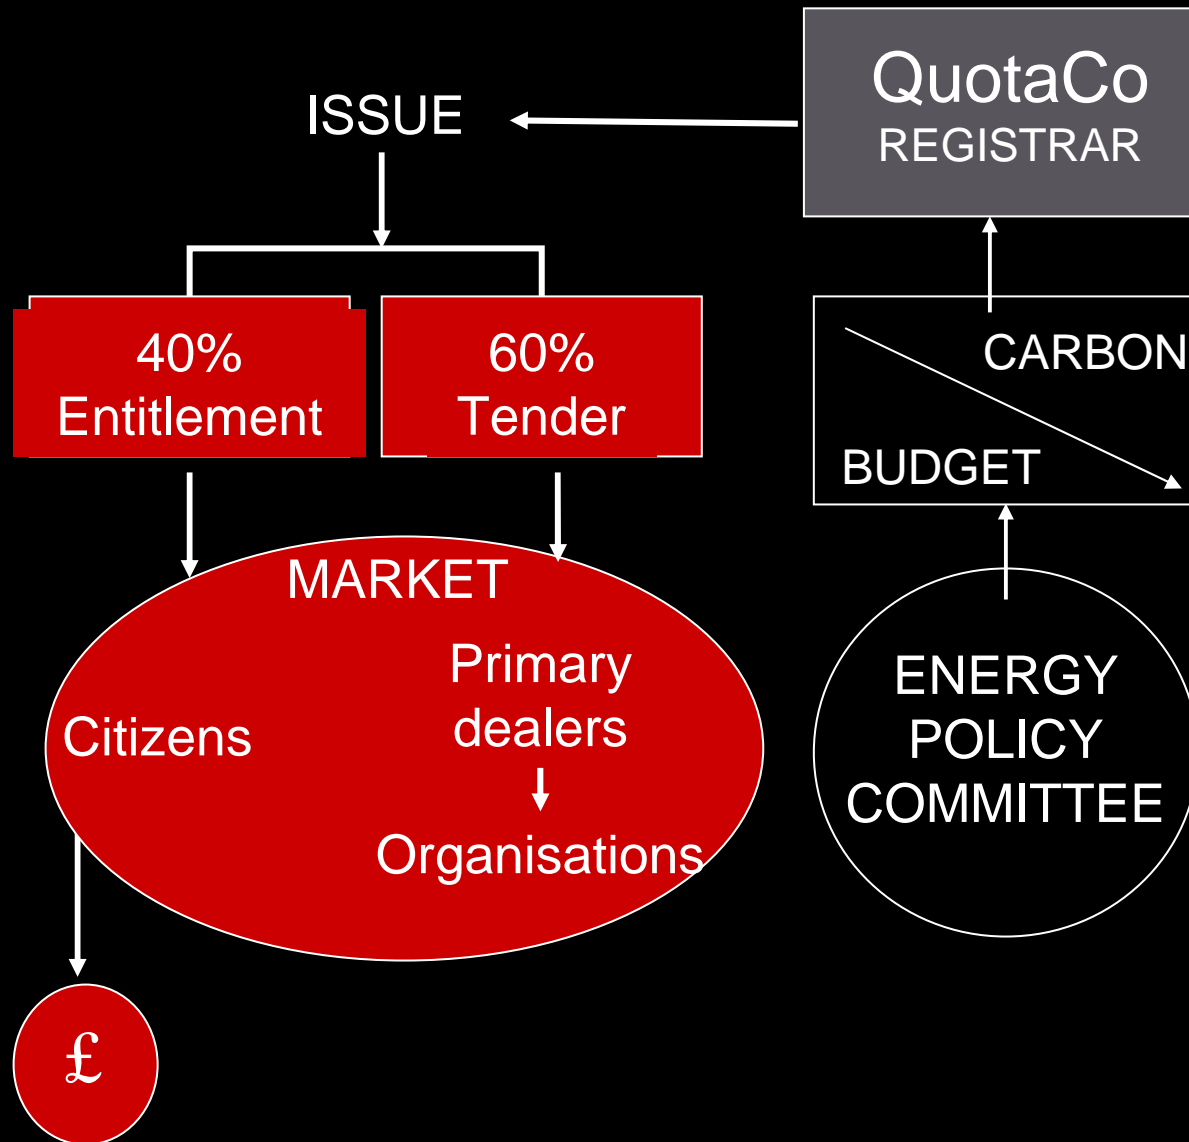 QuotaCo
REGISTRAR
ISSUE
40%
Entitlement
60%
Tender
CARBON
BUDGET
MARKET
Citizens
Primary
dealers
Organisations
ENERGY
POLICY
COMMITTEE
£